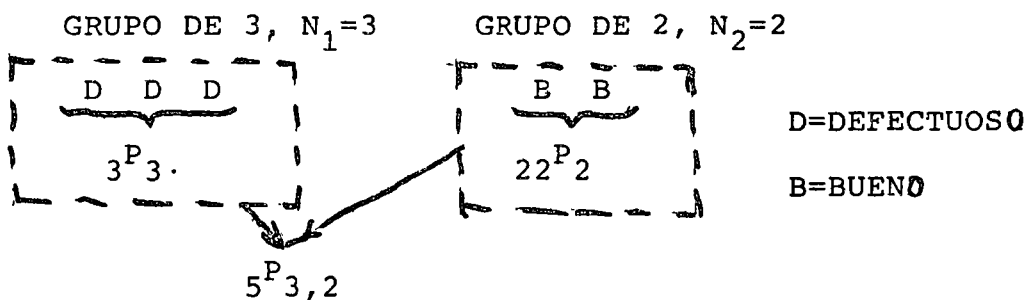 GRUPO DE 3, N₁=3 GRUPO DE 2, N₂=2
D D D B B
D=DEFECTUOSO
3P3. 22P2
B=BUENO
5P3,2